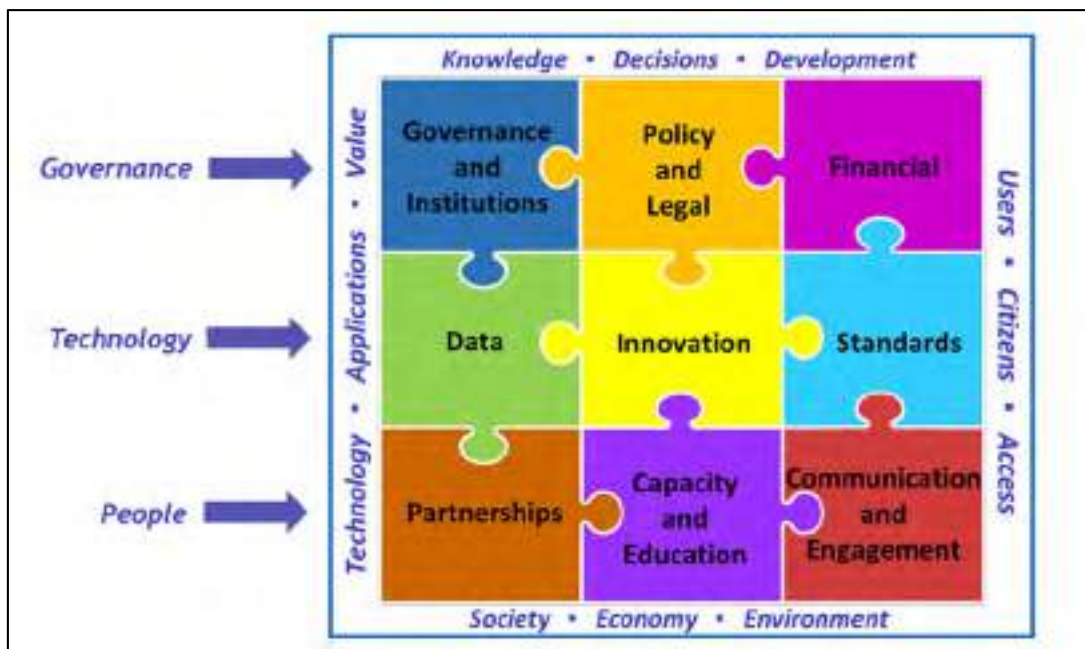 Knowledge • Decisions • Development
Governance
Technology
People
Technology • Applications • Value
Governance
and
Institutions
Policy
and
Legal
Financial
Data
Innovation
Standards
Partnerships
Capacity
and
Education
Communication
and
Engagement
Users • Citizens • Access
Society • Economy • Environment